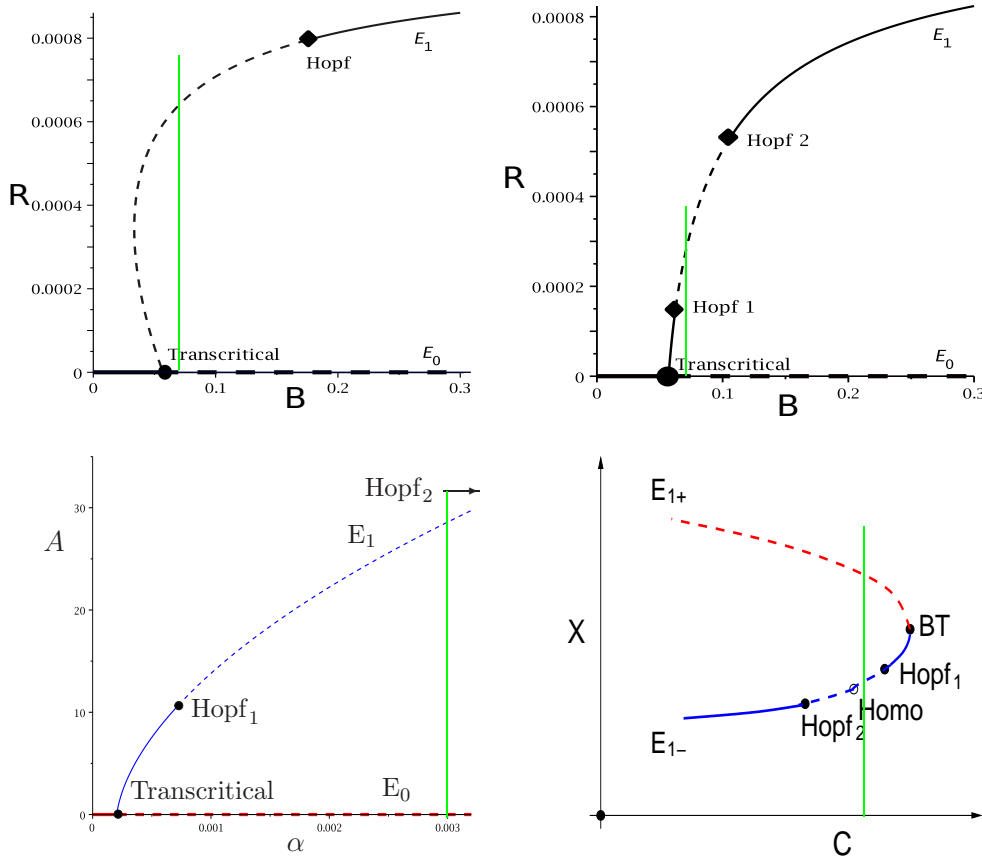 0.0008
E1
Hopf
0.0006
R
0.0004
0.0002
Transcritical
E0
0
0
0.1
0.2
0.3
B
0.0008
E1
Hopf 2
0.0006
R
0.0004
0.0002
Hopf 1
Transcritical
E0
0
0
0.1
0.2
0.3
B
Hopf2
30
A
E1
20
Hopf1
10
Transcritical
E0
0
0
0.001
0.002
0.003
α
E1+
X
BT
Hopf1
Homo
Hopf2
E1−
C